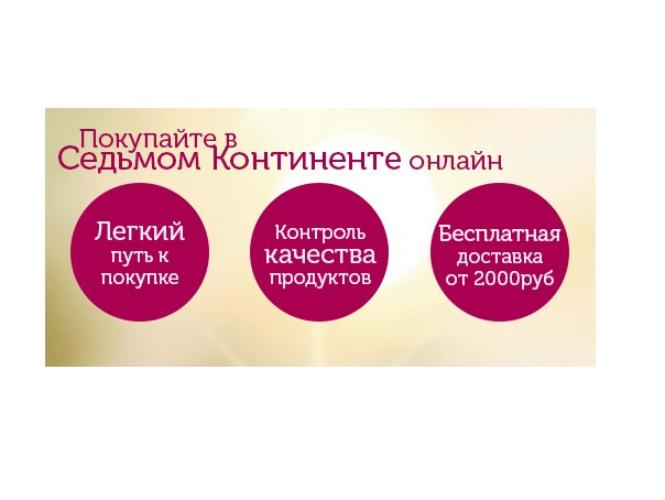 Покупайте в
Седьмом Континенте онлайн
Легкий
путь к
покупке
Контроль
качества
продуктов
Бесплатная
доставка
от 2000руб